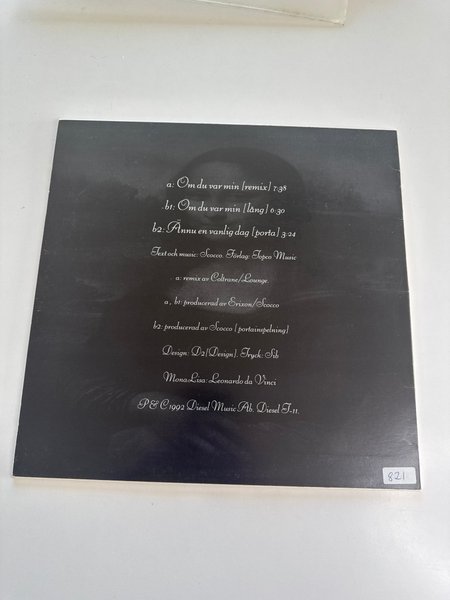 a: Om du var min [remix] 7:38
b1: Om du var min [lång] 6:30
b2: Ännu en vanlig dag [porta] 3:24
Text och music: Scocco. Förlag: Topco Music
a: remix av Coltrane/Lounge.
a, b1: producerad av Erixon/Scocco
b2: producerad av Scocco [portainspelning]
Design: D2[Design]. Tryck: Sib
MonaLisa: Leonardo da Vinci
P & C 1992 Diesel Music Ab. Diesel T-11.
821